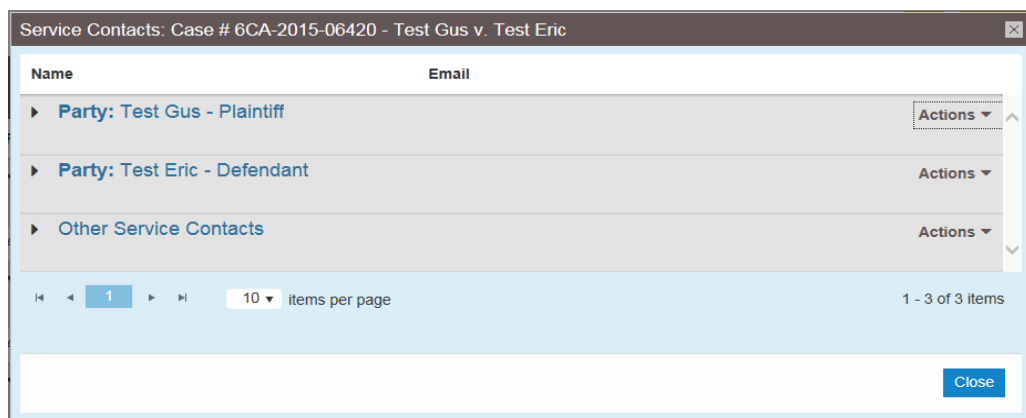 Service Contacts: Case # 6CA-2015-06420 - Test Gus v. Test Eric
Name Email
Party: Test Gus - Plaintiff Actions
Party: Test Eric - Defendant Actions
Other Service Contacts Actions
1 10 items per page 1 - 3 of 3 items
Close